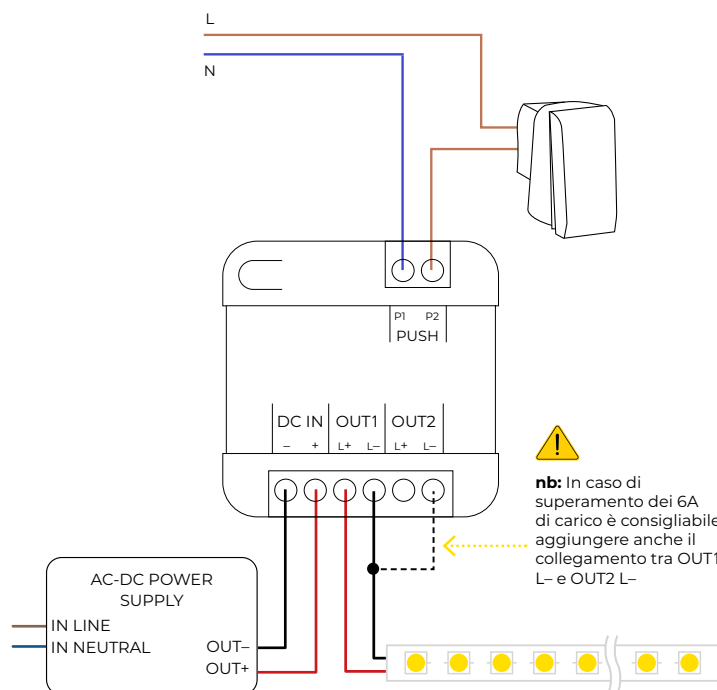 L
N
P1 P2
PUSH
DC IN OUT1 OUT2
– + L+ L– L+ L–
nb: In caso di
superamento dei 6A
di carico è consigliabile
aggiungere anche il
collegamento tra OUT1
L– e OUT2 L–
AC-DC POWER
SUPPLY
IN LINE
IN NEUTRAL
OUT–
OUT+